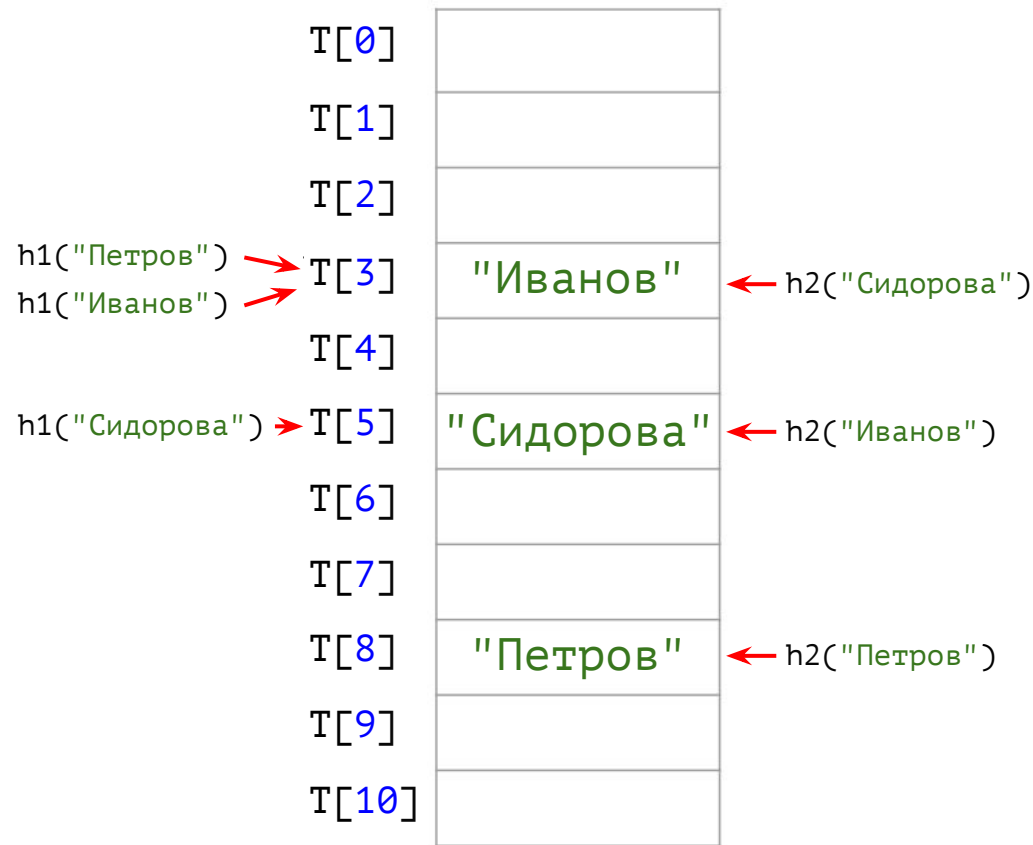 T[0]
T[1]
T[2]
h1("Петров")
h1("Иванов")
T[3] "Иванов" h2("Сидорова")
T[4]
h1("Сидорова") T[5] "Сидорова" h2("Иванов")
T[6]
T[7]
T[8] "Петров" h2("Петров")
T[9]
T[10]